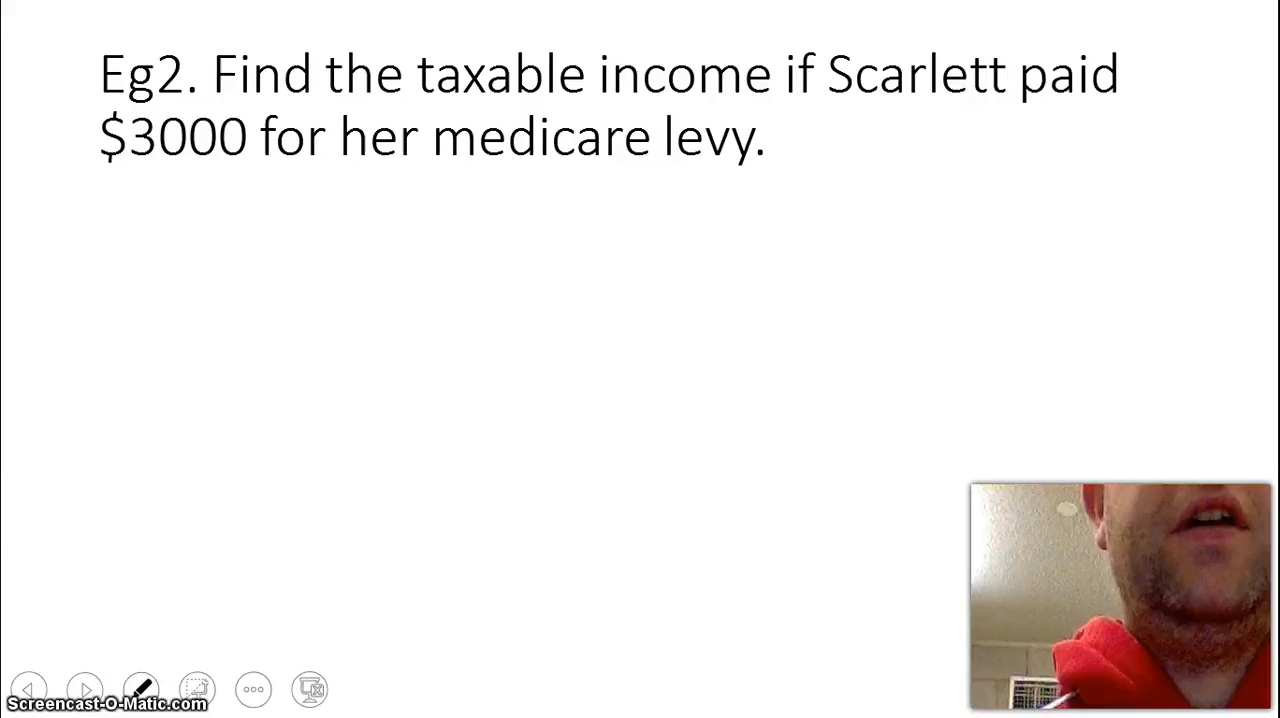 Eg2. Find the taxable income if Scarlett paid
$3000 for her medicare levy.
Screencast-O-Matic.com